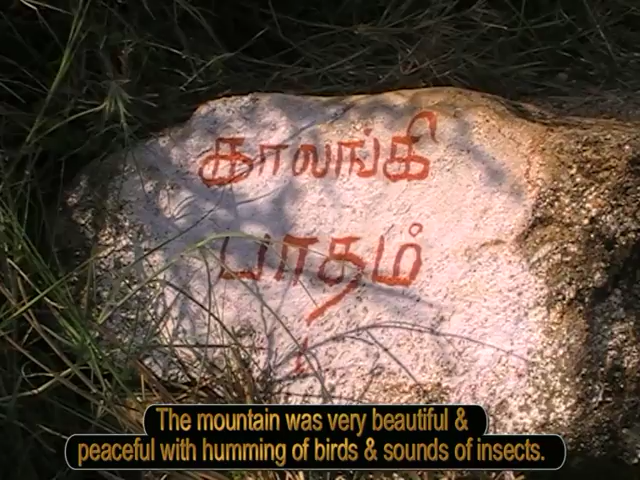 காலங்கி
பாதம்
The mountain was very beautiful &
peaceful with humming of birds & sounds of insects.